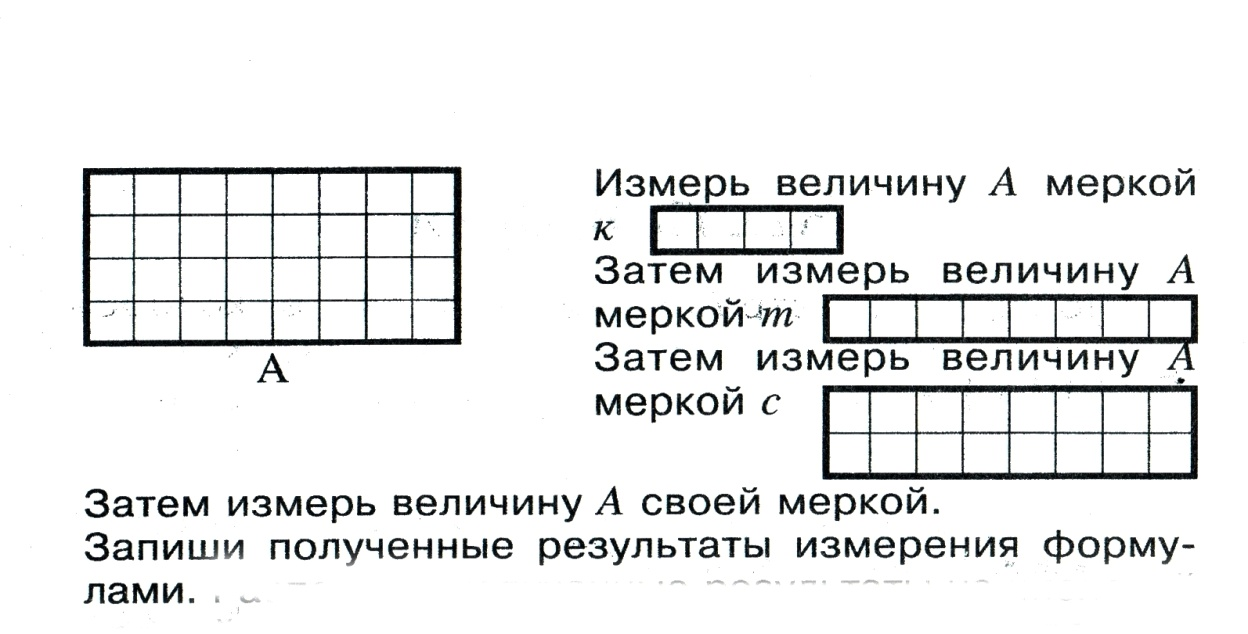 Измерь величину А меркой
к
Затем измерь величину А
меркой m
Затем измерь величину А
меркой с
А
Затем измерь величину А своей меркой.
Запиши полученные результаты измерения форму-
лами.